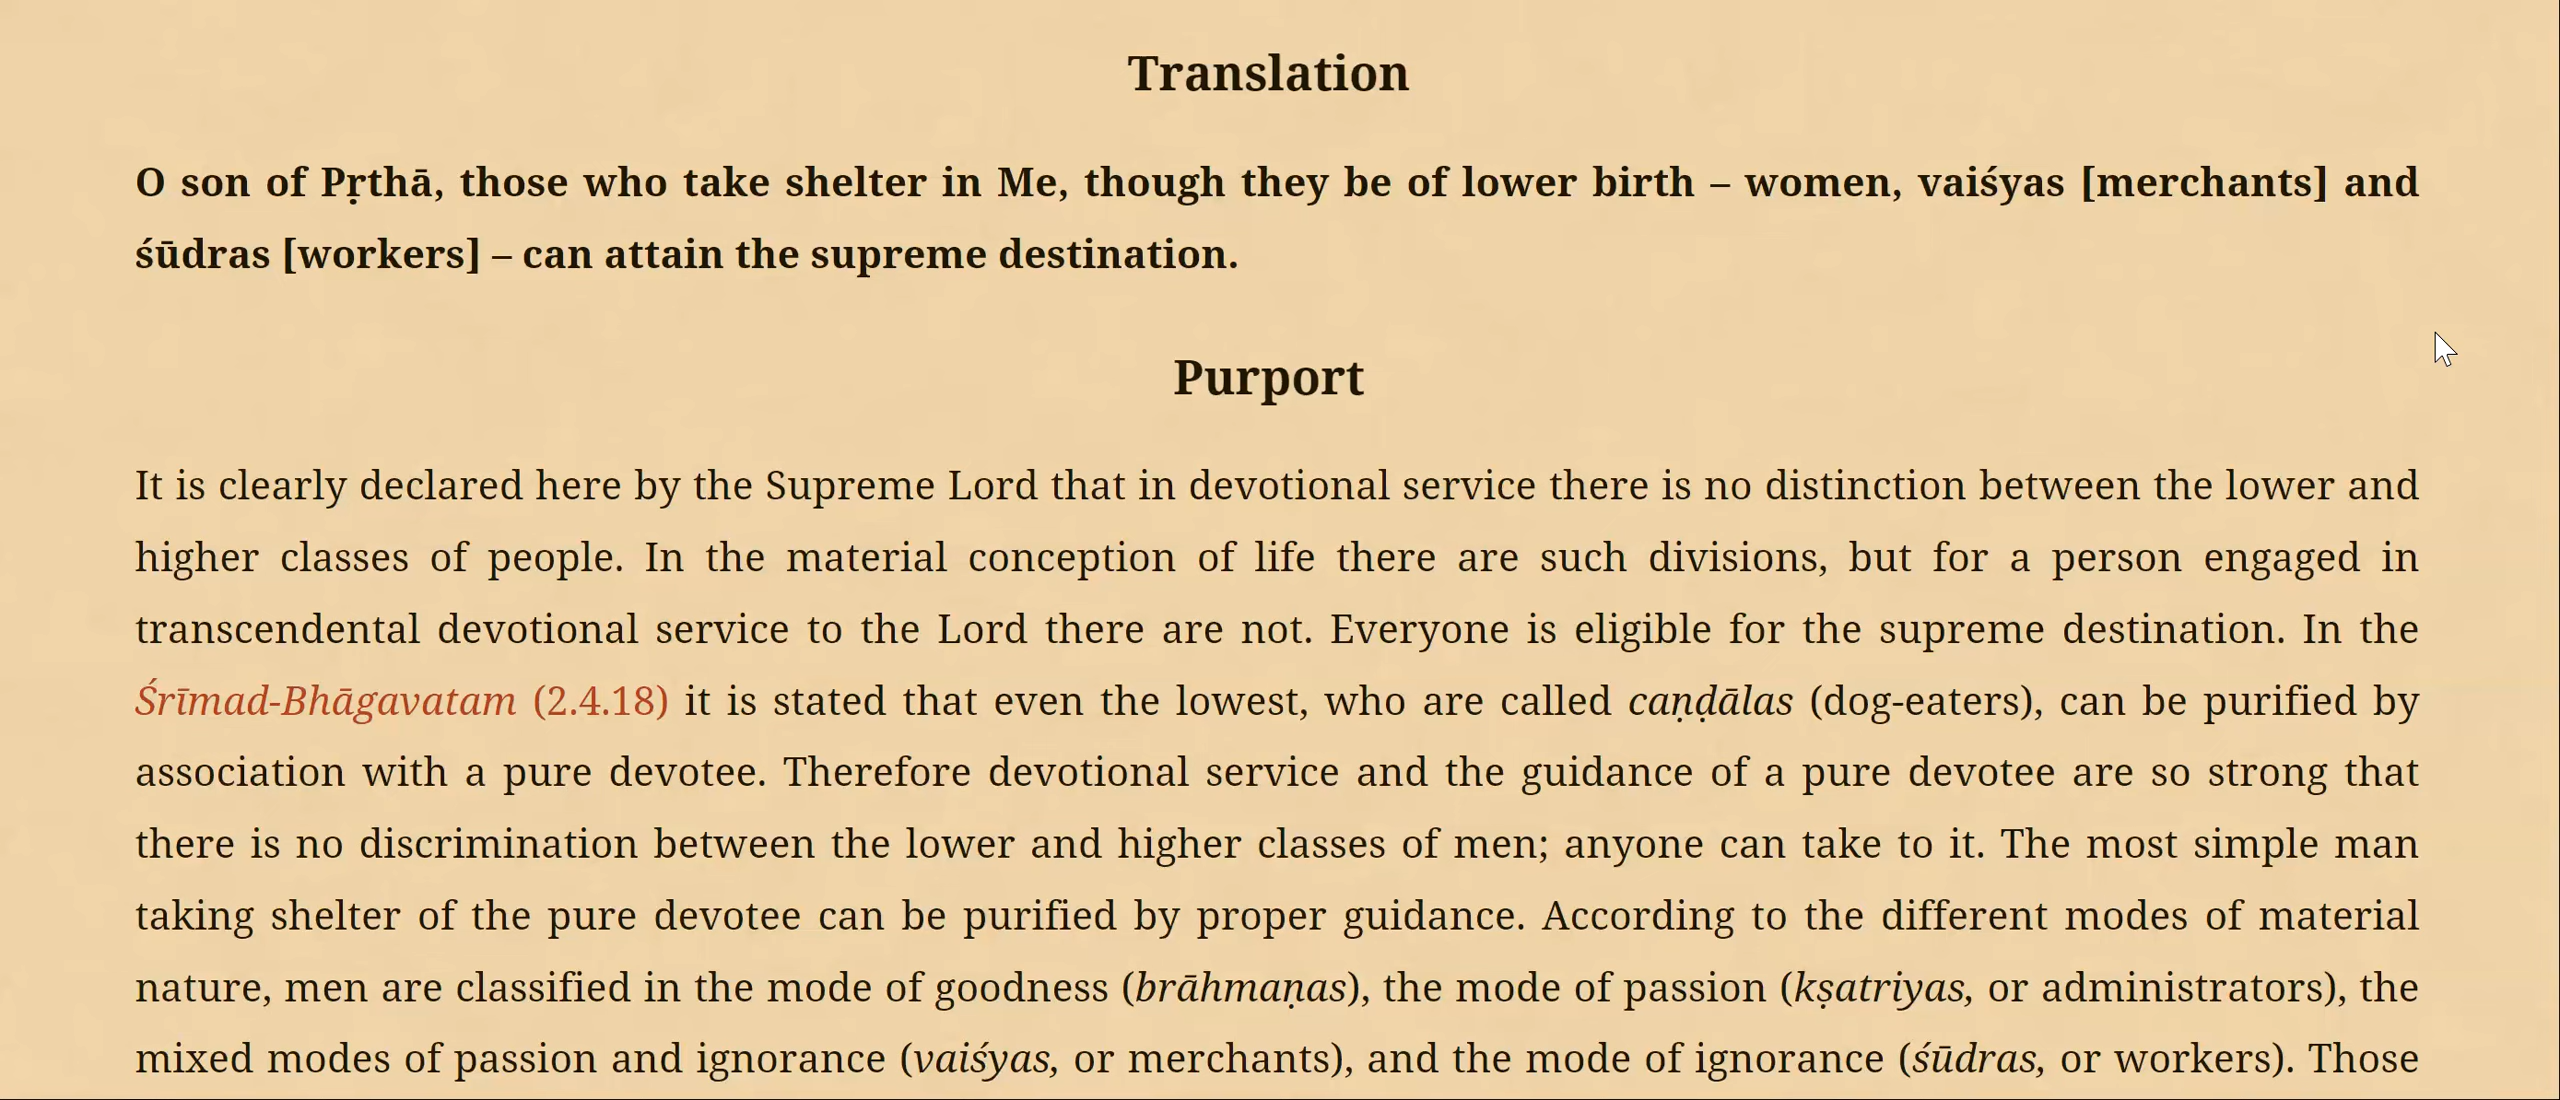 Translation
O son of Pṛthā, those who take shelter in Me, though they be of lower birth – women, vaiśyas [merchants] and
śūdras [workers] – can attain the supreme destination.
Purport
It is clearly declared here by the Supreme Lord that in devotional service there is no distinction between the lower and
higher classes of people. In the material conception of life there are such divisions, but for a person engaged in
transcendental devotional service to the Lord there are not. Everyone is eligible for the supreme destination. In the
Śrīmad-Bhāgavatam (2.4.18) it is stated that even the lowest, who are called caṇḍālas (dog-eaters), can be purified by
association with a pure devotee. Therefore devotional service and the guidance of a pure devotee are so strong that
there is no discrimination between the lower and higher classes of men; anyone can take to it. The most simple man
taking shelter of the pure devotee can be purified by proper guidance. According to the different modes of material
nature, men are classified in the mode of goodness (brāhmaṇas), the mode of passion (kṣatriyas, or administrators), the
mixed modes of passion and ignorance (vaiśyas, or merchants), and the mode of ignorance (śūdras, or workers). Those